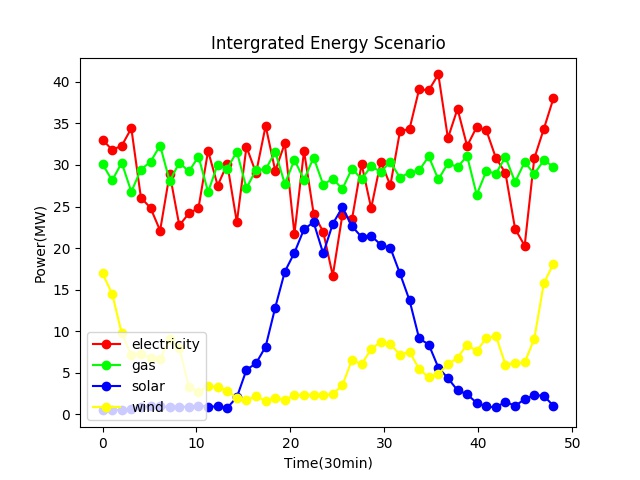 Intergrated Energy Scenario
Power(MW)
40
35
30
25
20
15
10
5
0
electricity
gas
solar
wind
0 10 20 30 40 50
Time(30min)